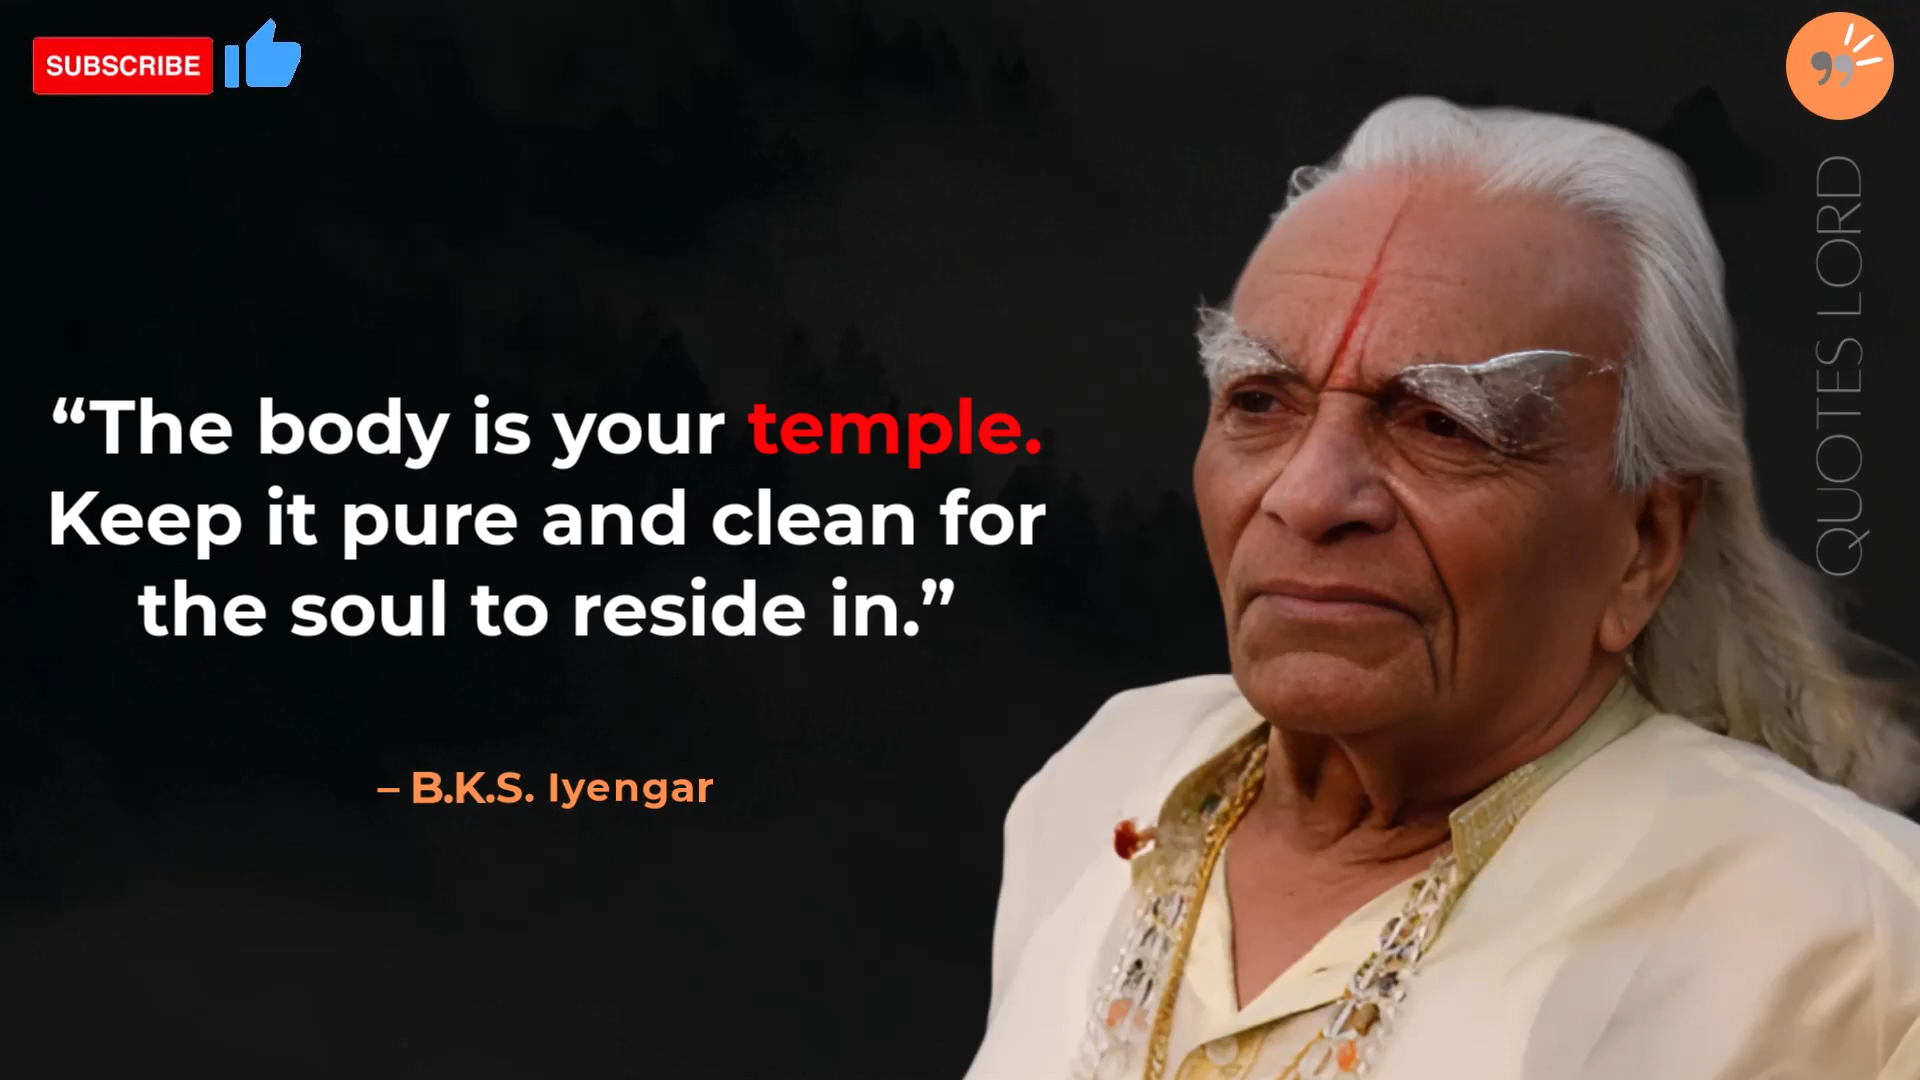 SUBSCRIBE
“The body is your temple.
Keep it pure and clean for
the soul to reside in.”
– B.K.S. Iyengar
QUOTES LORD